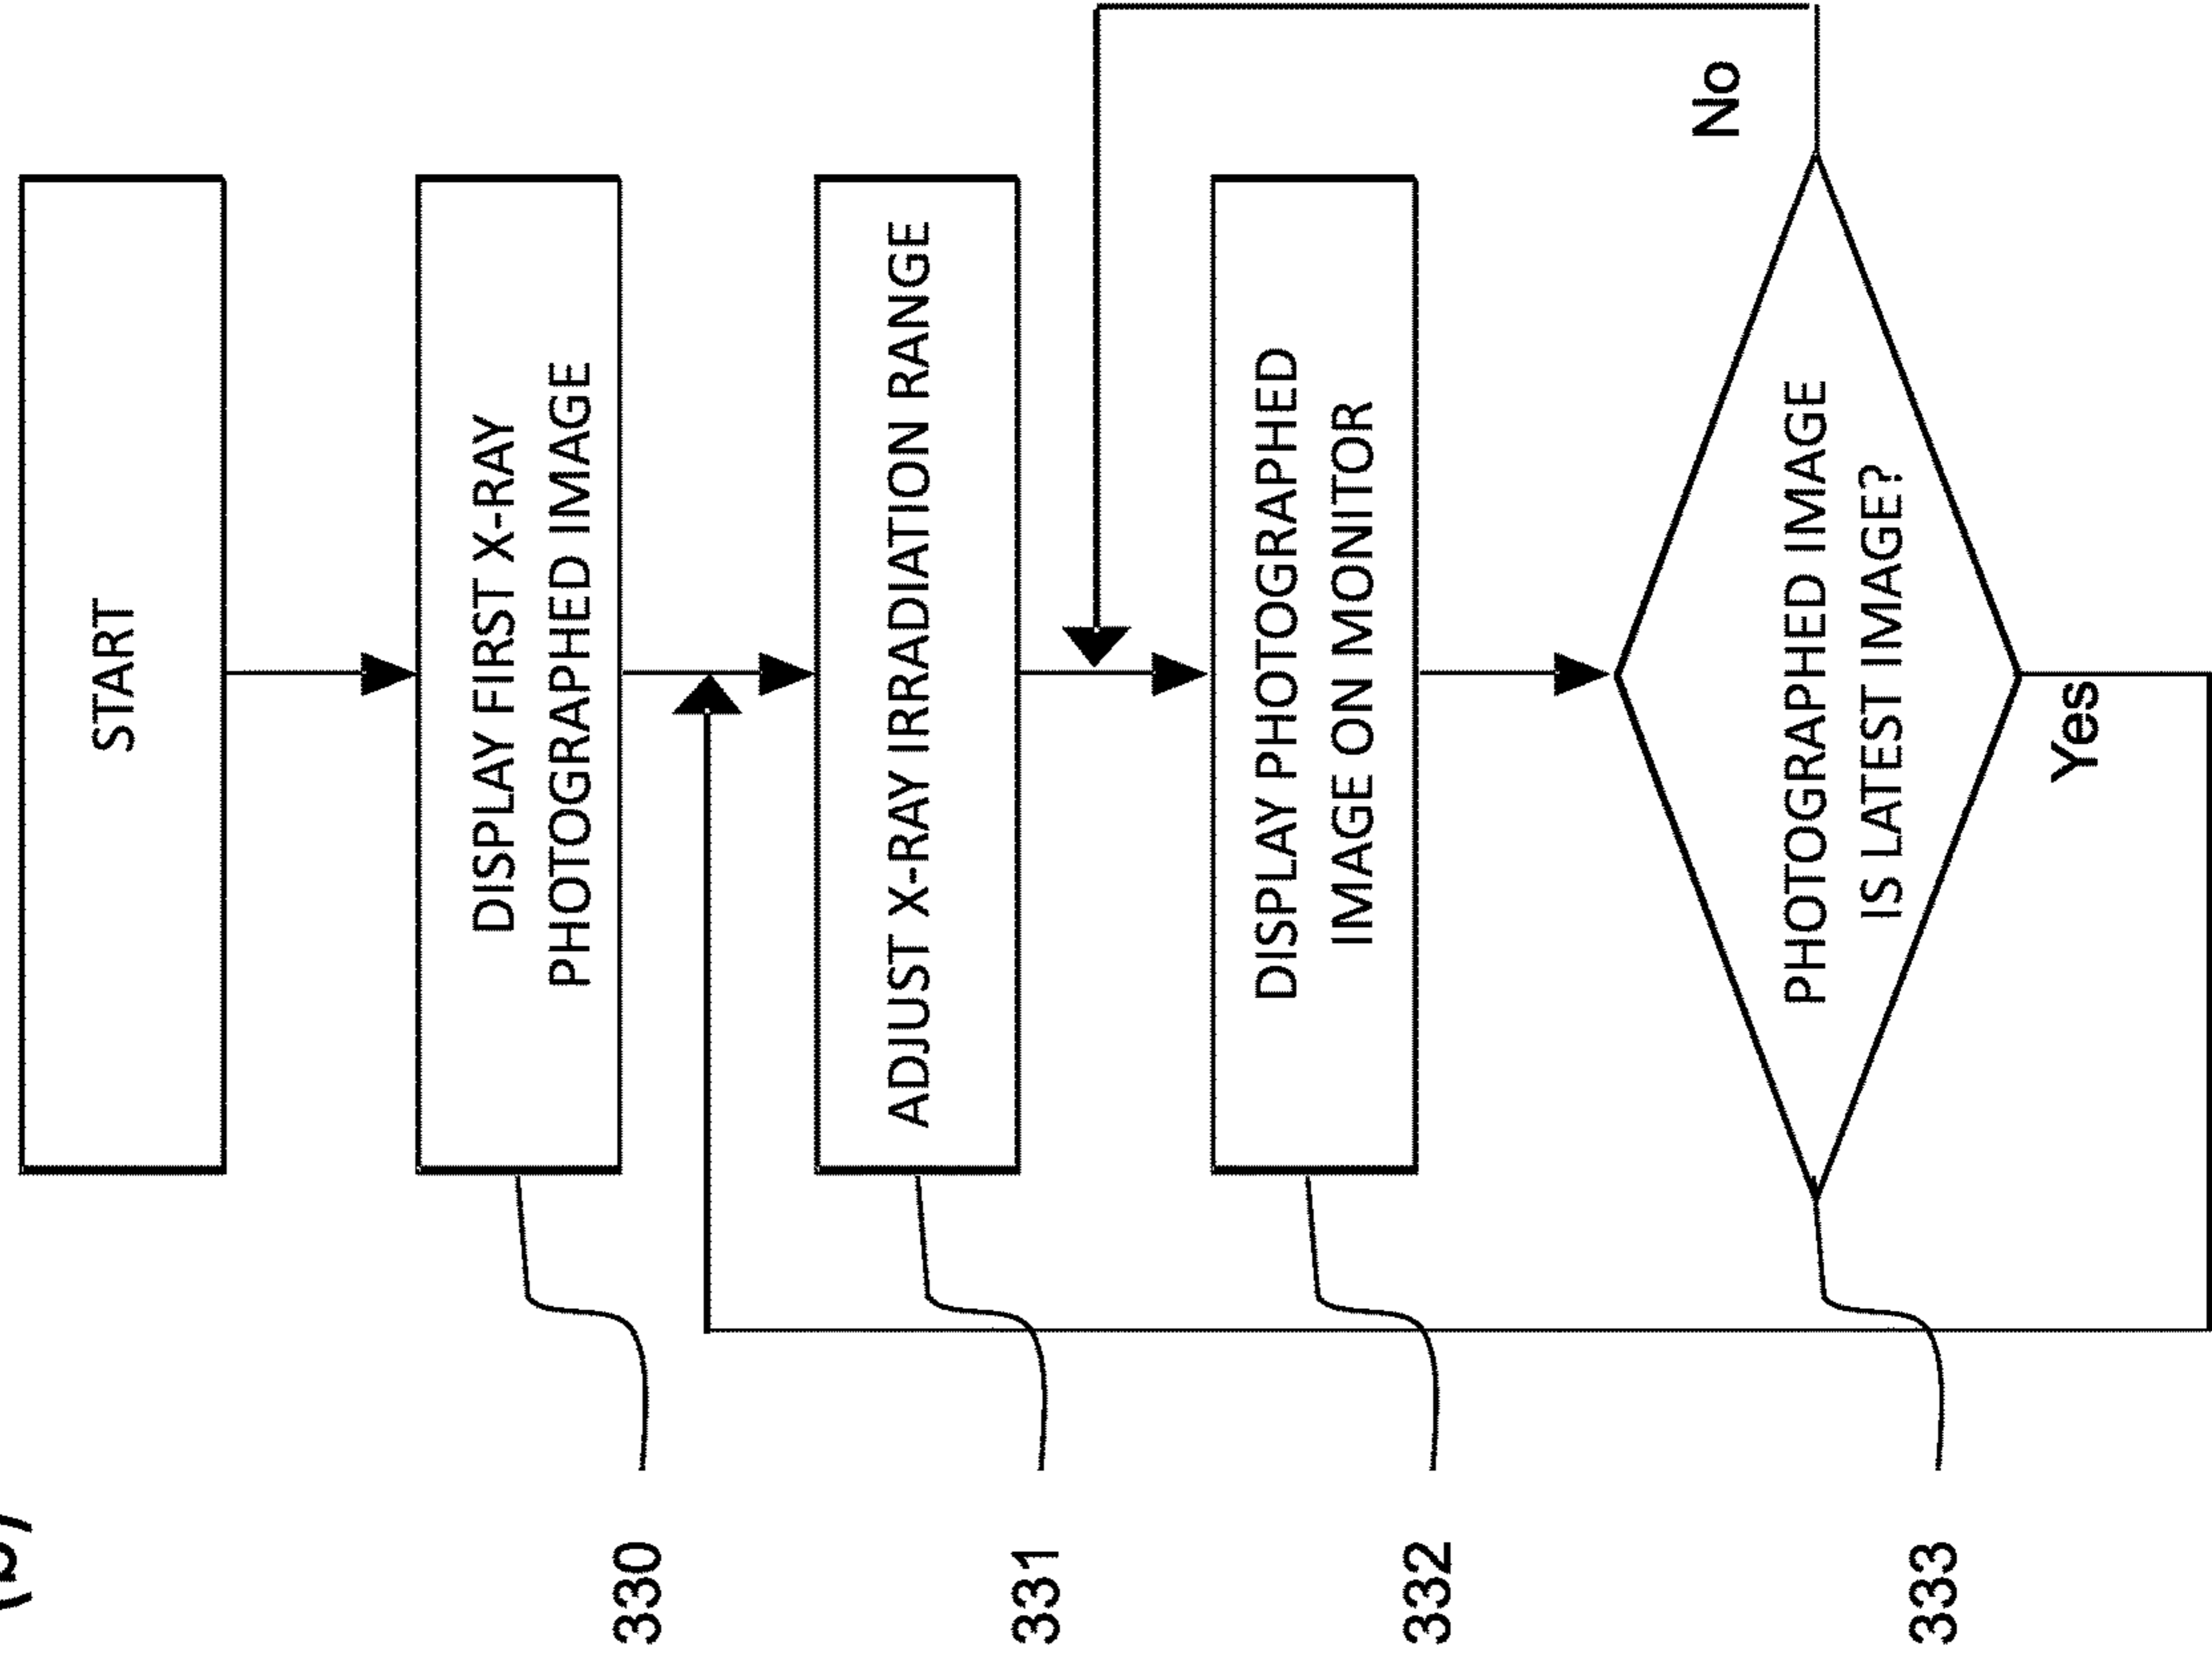 START
DISPLAY FIRST X-RAY
PHOTOGRAPHED IMAGE
330
ADJUST X-RAY IRRADIATION RANGE
331
DISPLAY PHOTOGRAPHED
IMAGE ON MONITOR
332
PHOTOGRAPHED IMAGE
IS LATEST IMAGE?
333
No
Yes